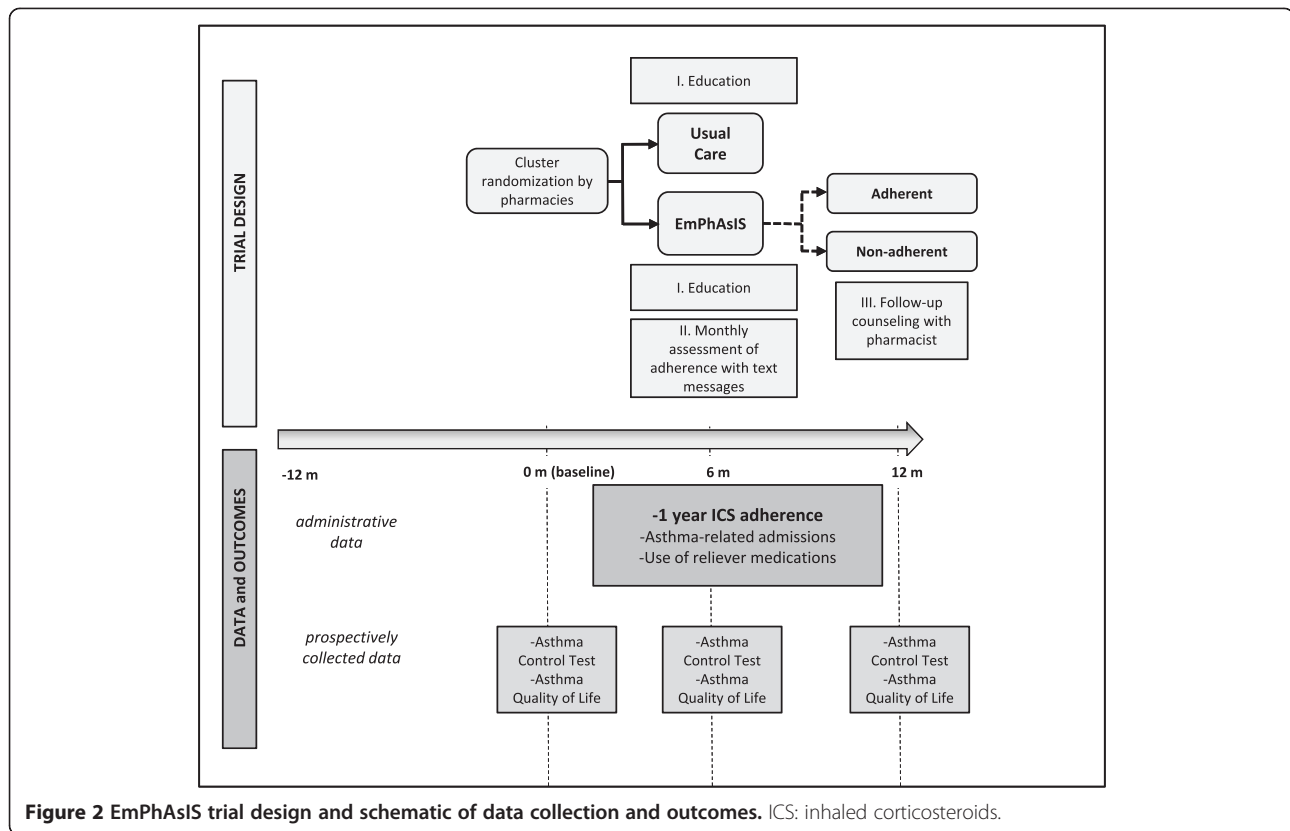 TRIAL DESIGN
I. Education
Usual
Care
Cluster
randomization by
pharmacies
EmPhAsIS
Adherent
Non-adherent
I. Education
II. Monthly
assessment of
adherence with text
messages
III. Follow-up
counseling with
pharmacist
DATA and OUTCOMES
-12 m
0 m (baseline)
6 m
12 m
administrative
data
-1 year ICS adherence
-Asthma-related admissions
-Use of reliever medications
prospectively
collected data
-Asthma
Control Test
-Asthma
Quality of Life
-Asthma
Control Test
-Asthma
Quality of Life
-Asthma
Control Test
-Asthma
Quality of Life
Figure 2 EmPhAsIS trial design and schematic of data collection and outcomes. ICS: inhaled corticosteroids.